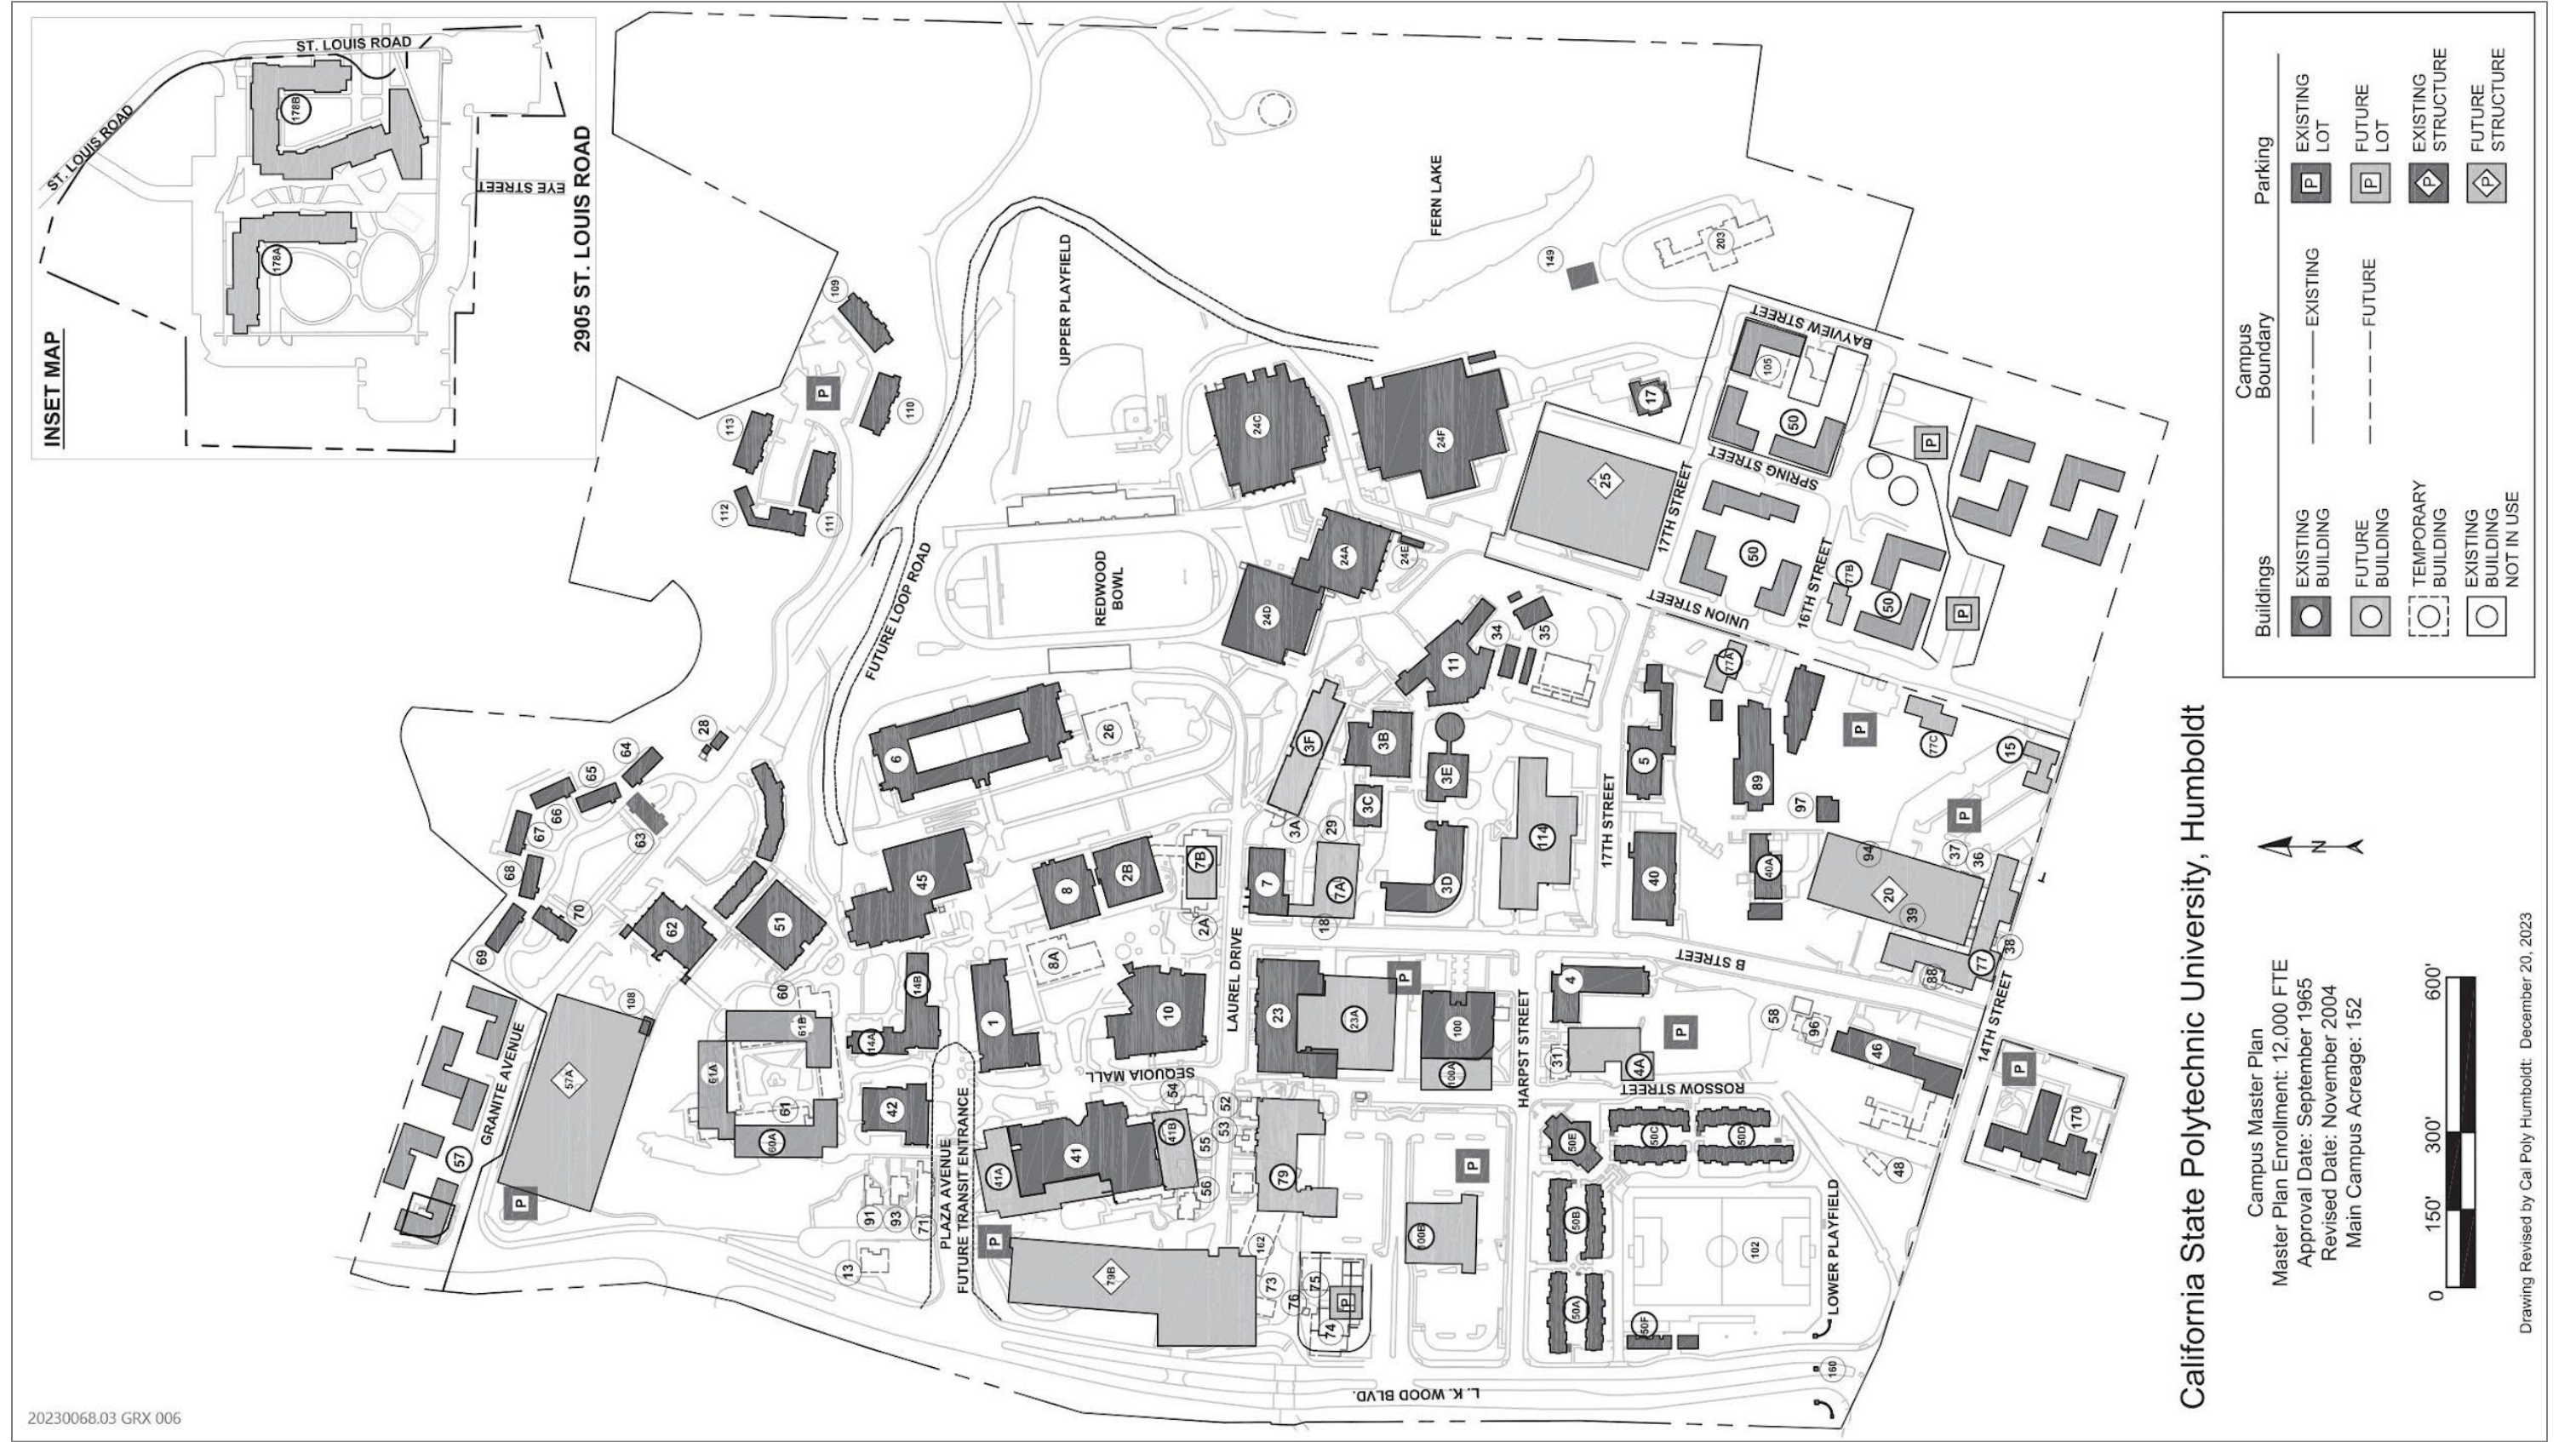 INSET MAP
ST. LOUIS ROAD
ST. LOUIS ROAD
EYE STREET
2905 ST. LOUIS ROAD
178A
178B
FERN LAKE
UPPER PLAYFIELD
REDWOOD
BOWL
FUTURE LOOP ROAD
BAYVIEW STREET
SPRING STREET
17TH STREET
16TH STREET
UNION STREET
17TH STREET
LAUREL DRIVE
B STREET
HARPST STREET
SEQUOIA MALL
ROSSOW STREET
14TH STREET
GRANITE AVENUE
PLAZA AVENUE
FUTURE TRANSIT ENTRANCE
LOWER PLAYFIELD
L. K. WOOD BLVD.
109
110
111
112
113
P
149
203
24C
24F
24A
24D
24E
17
25
105
50
50
50
P
P
77B
77A
77C
15
28
64
65
66
67
68
69
70
63
62
51
6
26
45
8
2B
7B
2A
8A
3F
3B
3C
3E
3D
3A
29
7
7A
18
11
34
35
114
5
40
89
P
97
40A
94
20
39
37
36
P
38
77
88
108
57A
57
P
60
61B
61A
61
60A
14A
14B
42
1
10
91
93
71
13
41A
41
41B
54
52
53
55
56
P
79B
162
73
76
75
74
P
79
23
23A
P
100
100A
100B
P
4
31
4A
P
58
96
46
48
170
P
50E
50C
50D
50B
50A
50F
102
160
Buildings
EXISTING
BUILDING
FUTURE
BUILDING
TEMPORARY
BUILDING
EXISTING
BUILDING
NOT IN USE
Campus
Boundary
EXISTING
FUTURE
Parking
P
EXISTING
LOT
P
FUTURE
LOT
P
EXISTING
STRUCTURE
P
FUTURE
STRUCTURE
California State Polytechnic University, Humboldt
Campus Master Plan
Master Plan Enrollment: 12,000 FTE
Approval Date: September 1965
Revised Date: November 2004
Main Campus Acreage: 152
N
0 150' 300' 600'
Drawing Revised by Cal Poly Humboldt: December 20, 2023
20230068.03 GRX 006